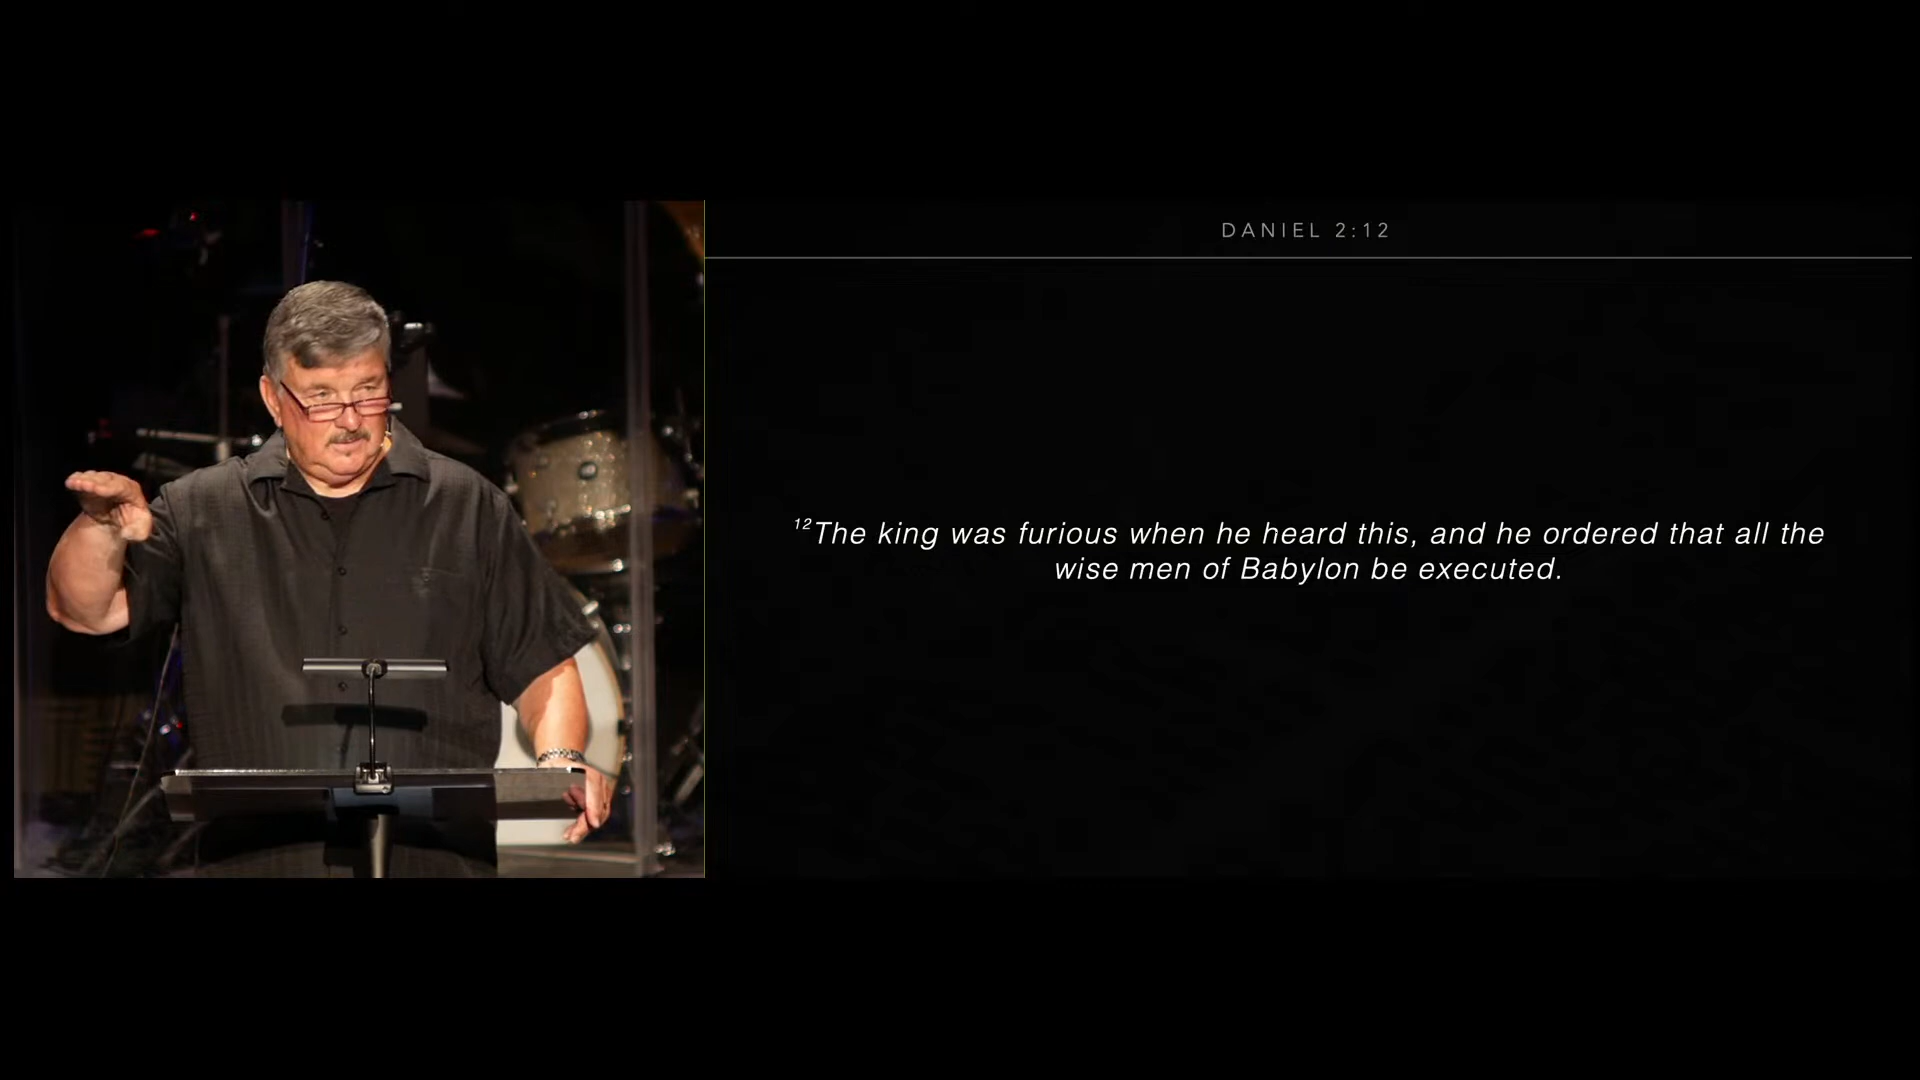 DANIEL 2:12
12The king was furious when he heard this, and he ordered that all the
wise men of Babylon be executed.